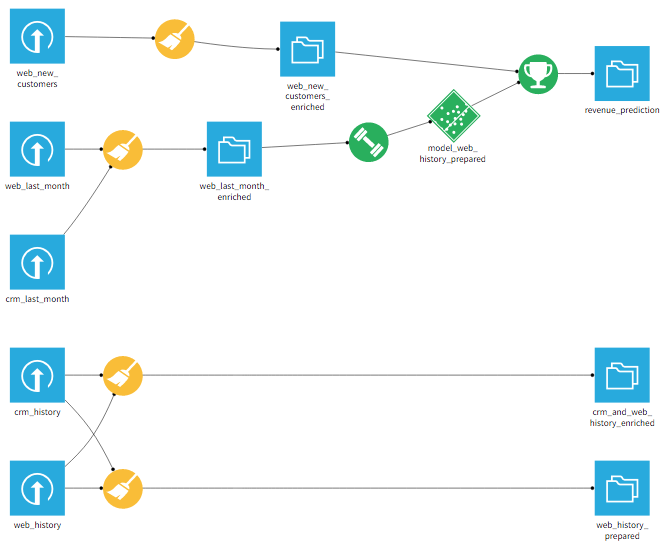 web_new_
customers
web_new_
customers_
enriched
revenue_prediction
web_last_month
web_last_month_
enriched
model_web_
history_prepared
crm_last_month
crm_history
crm_and_web_
history_enriched
web_history
web_history_
prepared